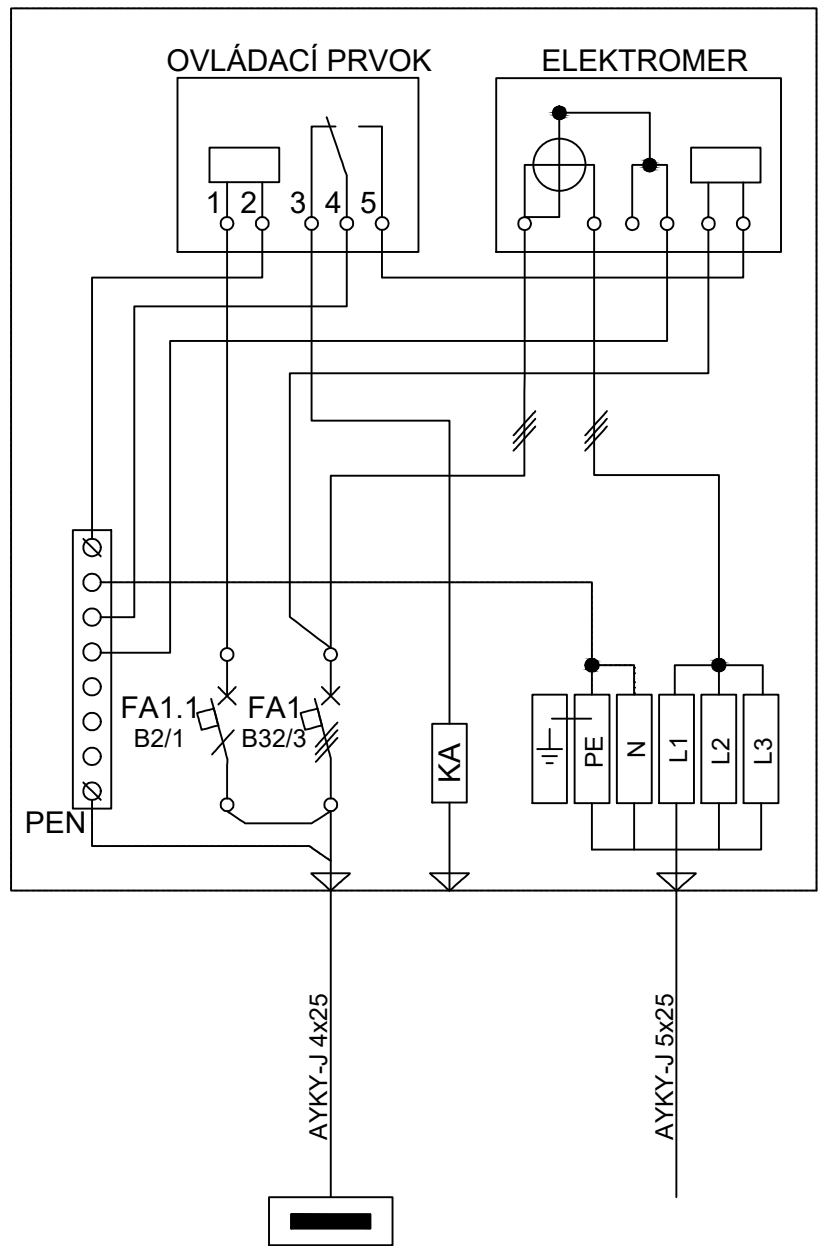 OVLÁDACÍ PRVOK
ELEKTROMER
1 2 3 4 5
FA1.1
B2/1
FA1
B32/3
KA
PE
N
L1
L2
L3
PEN
AYKY-J 4x25
AYKY-J 5x25